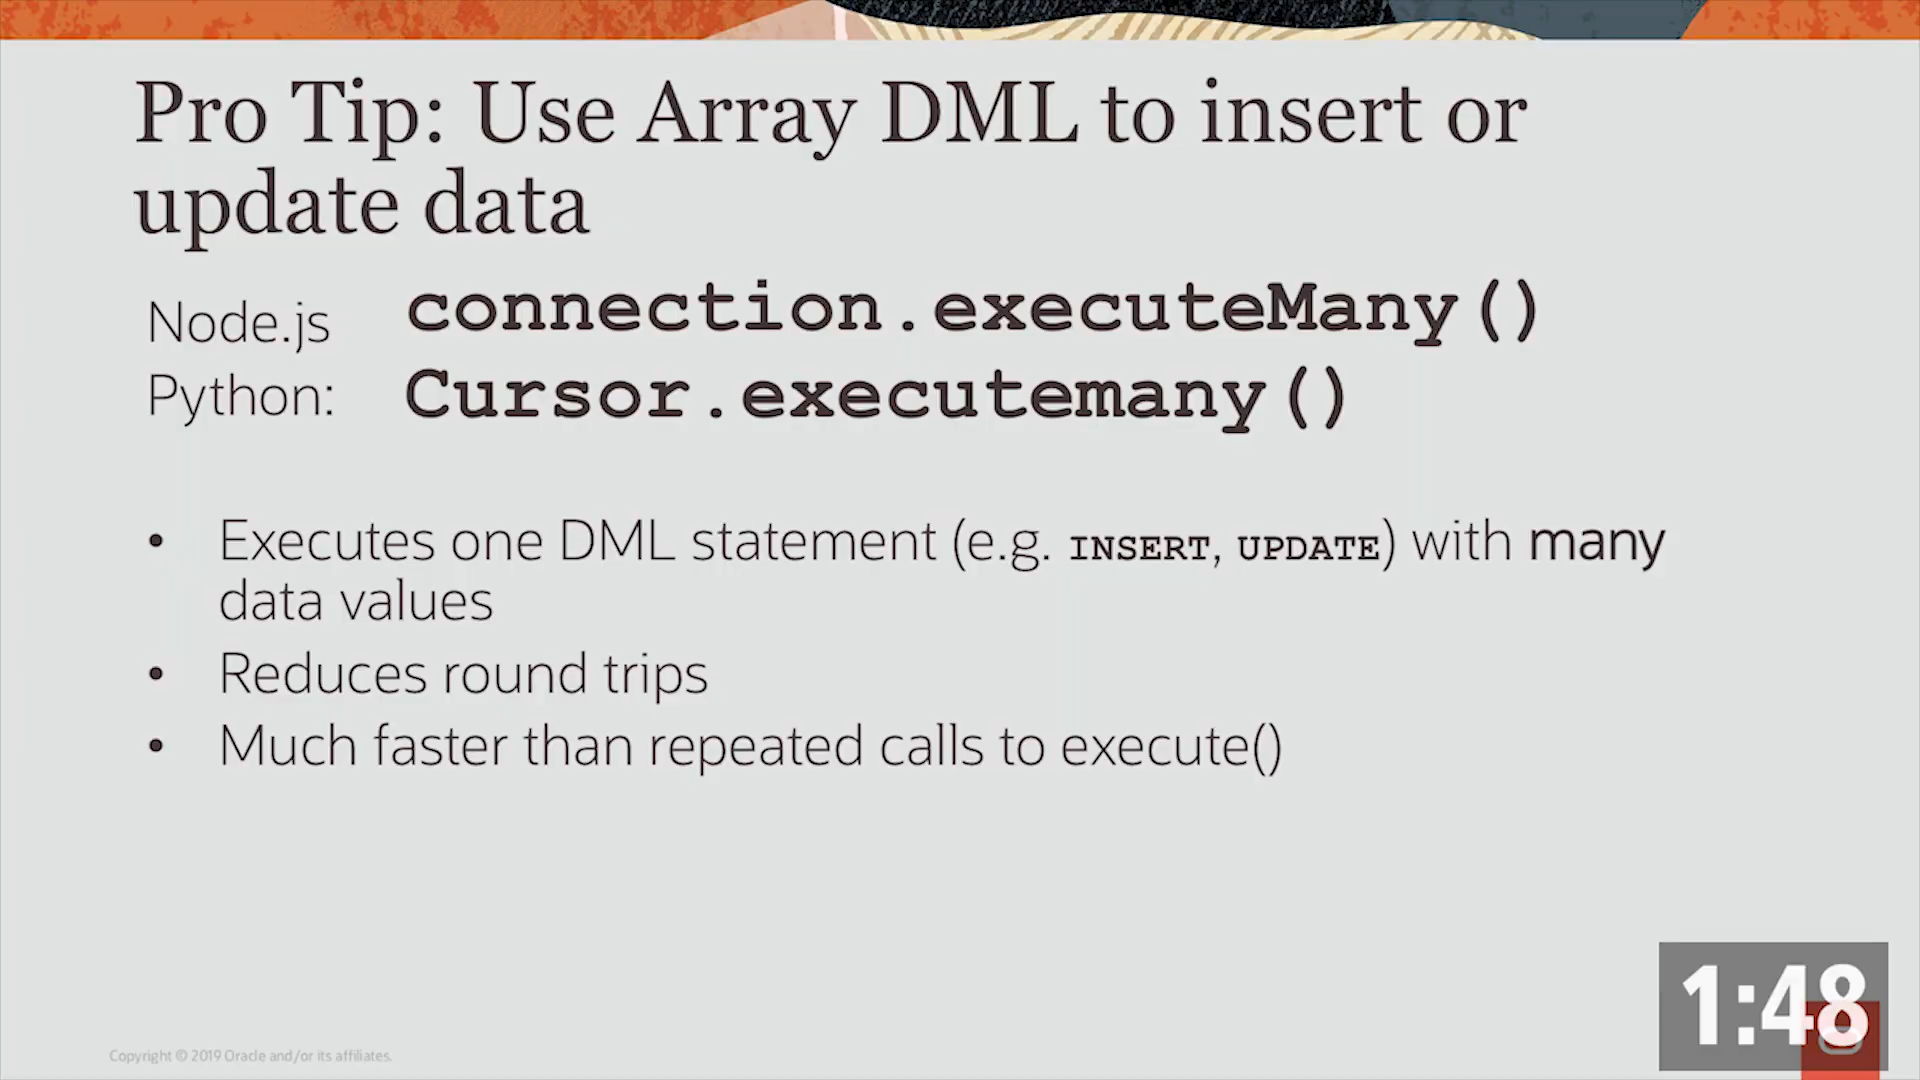 Pro Tip: Use Array DML to insert or
update data
Node.js connection.executeMany()
Python: Cursor.executemany()
• Executes one DML statement (e.g. INSERT, UPDATE) with many
data values
• Reduces round trips
• Much faster than repeated calls to execute()
Copyright © 2019 Oracle and/or its affiliates.
1:48